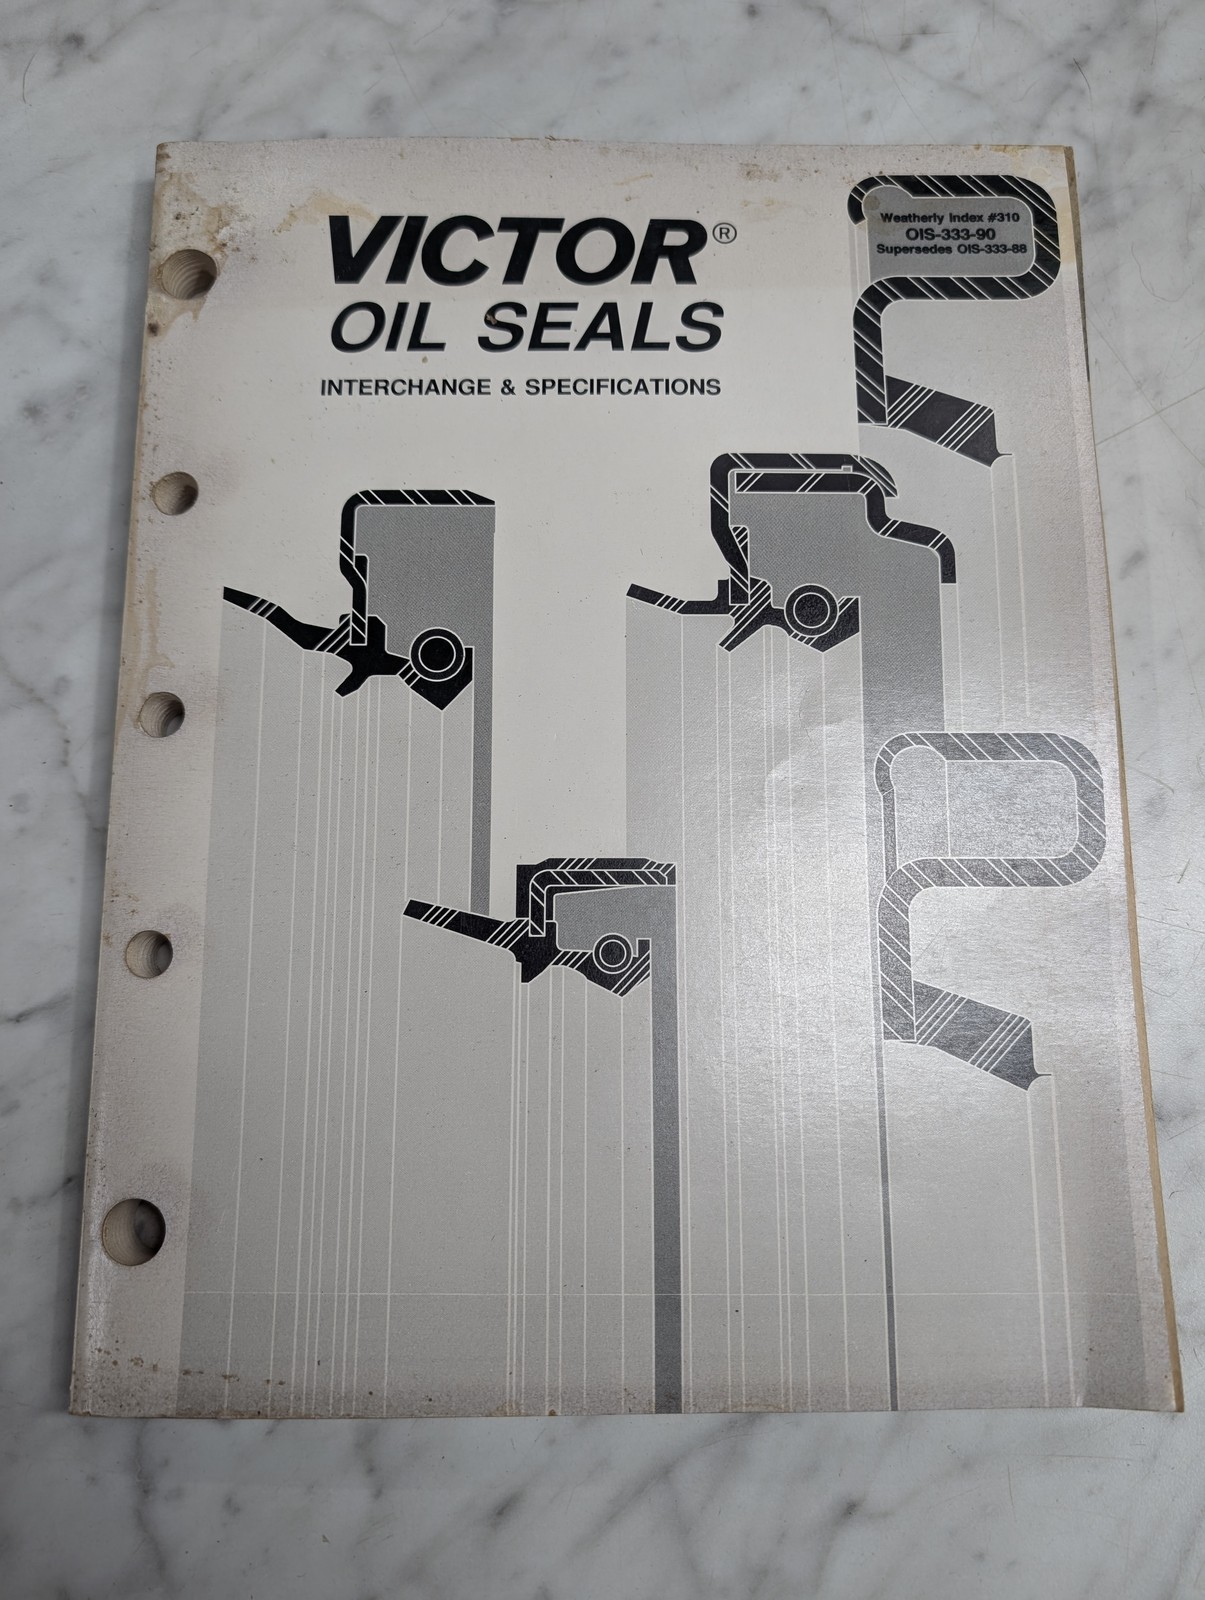 VICTOR®
OIL SEALS
INTERCHANGE & SPECIFICATIONS
Weatherly Index #310
OIS-333-90
Supersedes OIS-333-88